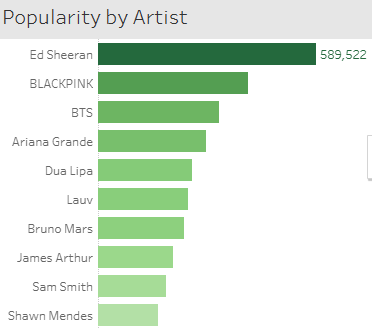 Popularity by Artist
Ed Sheeran 589,522
BLACKPINK
BTS
Ariana Grande
Dua Lipa
Lauv
Bruno Mars
James Arthur
Sam Smith
Shawn Mendes